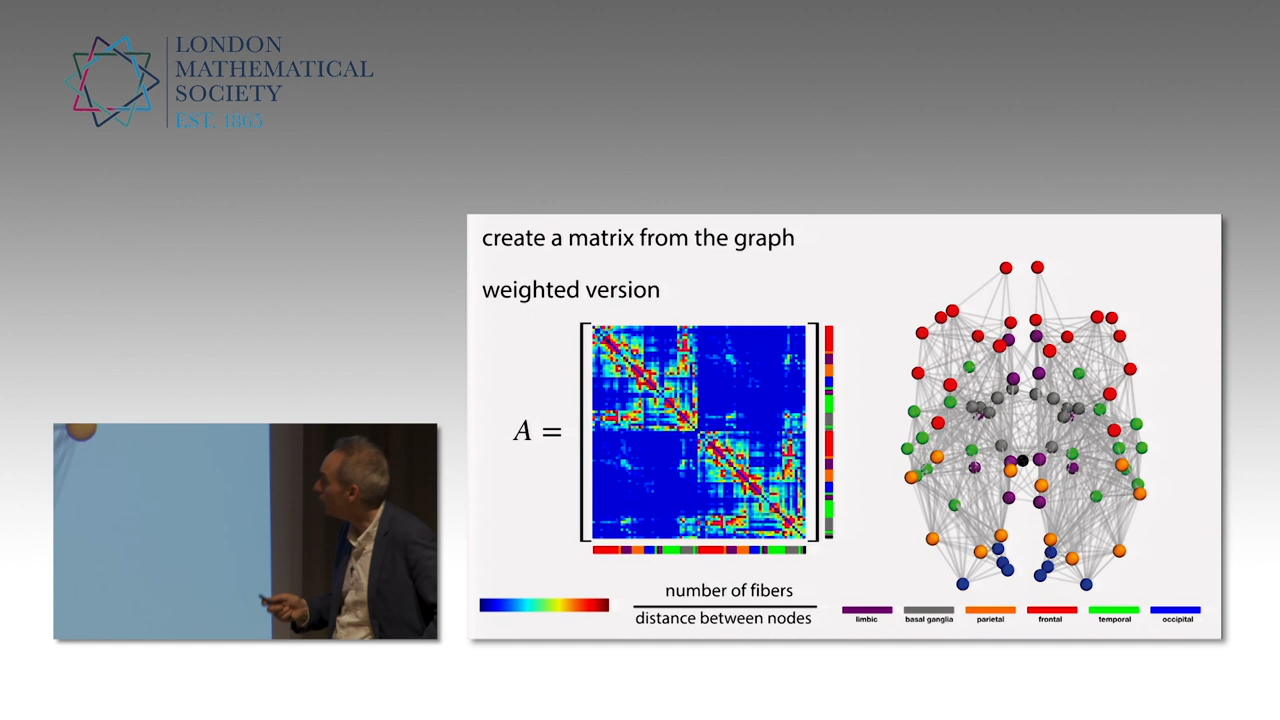 LONDON
MATHEMATICAL
SOCIETY
EST. 1865
create a matrix from the graph
weighted version
A =
number of fibers
distance between nodes
limbic
basal ganglia
parietal
frontal
temporal
occipital